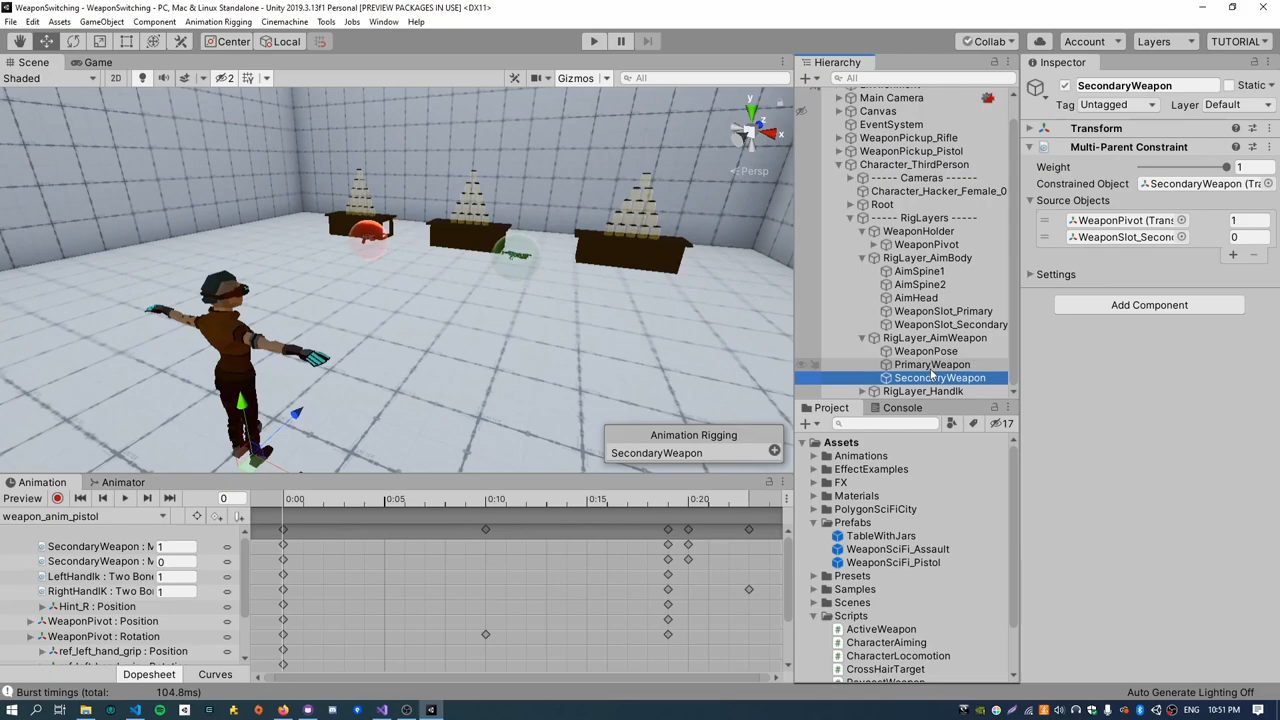 WeaponSwitching - WeaponSwitching - PC, Mac & Linux Standalone - Unity 2019.3.13f1 Personal [PREVIEW PACKAGES IN USE] <DX11>
File Edit Assets GameObject Component Animation Rigging Cinemachine Tools Jobs Window Help
Center Local Collab Account Layers TUTORIAL
Scene Game
Shaded 2D 2 Gizmos All
y
z
x
Persp
Animation Rigging
SecondaryWeapon
Hierarchy
All
Main Camera
Canvas
EventSystem
WeaponPickup_Rifle
WeaponPickup_Pistol
Character_ThirdPerson
----- Cameras ------
Character_Hacker_Female_0
Root
----- RigLayers -----
WeaponHolder
WeaponPivot
RigLayer_AimBody
AimSpine1
AimSpine2
AimHead
WeaponSlot_Primary
WeaponSlot_Secondary
RigLayer_AimWeapon
WeaponPose
PrimaryWeapon
SecondaryWeapon
RigLayer_HandIk
Inspector
SecondaryWeapon Static
Tag Untagged Layer Default
Transform
Multi-Parent Constraint
Weight 1
Constrained Object SecondaryWeapon (Tra
Source Objects
WeaponPivot (Trans 1
WeaponSlot_Second 0
Settings
Add Component
Project Console
17
Assets
Animations
EffectExamples
FX
Materials
PolygonSciFiCity
Prefabs
TableWithJars
WeaponSciFi_Assault
WeaponSciFi_Pistol
Presets
Samples
Scenes
Scripts
ActiveWeapon
CharacterAiming
CharacterLocomotion
CrossHairTarget
Animation Animator
Preview 0 0:00 0:05 0:10 0:15 0:20
weapon_anim_pistol
SecondaryWeapon : M 1
SecondaryWeapon : M 0
LeftHandIk : Two Bone 1
RightHandIK : Two Bo 1
Hint_R : Position
WeaponPivot : Position
WeaponPivot : Rotation
ref_left_hand_grip : Position
Dopesheet Curves
Burst timings (total: 104.8ms) Auto Generate Lighting Off
ENG 10:51 PM